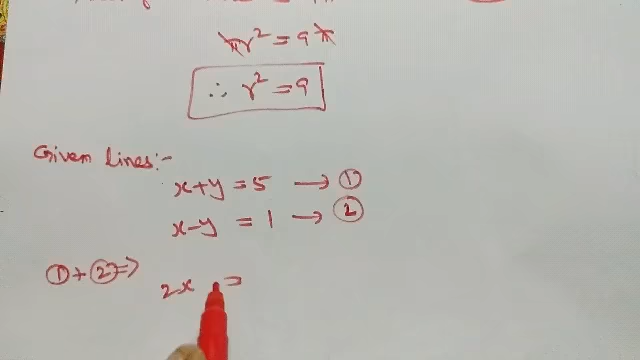 πr² = 9π
∴ r² = 9
Given lines:-
x+y = 5 → ①
x-y = 1 → ②
①+②⇒
2x =